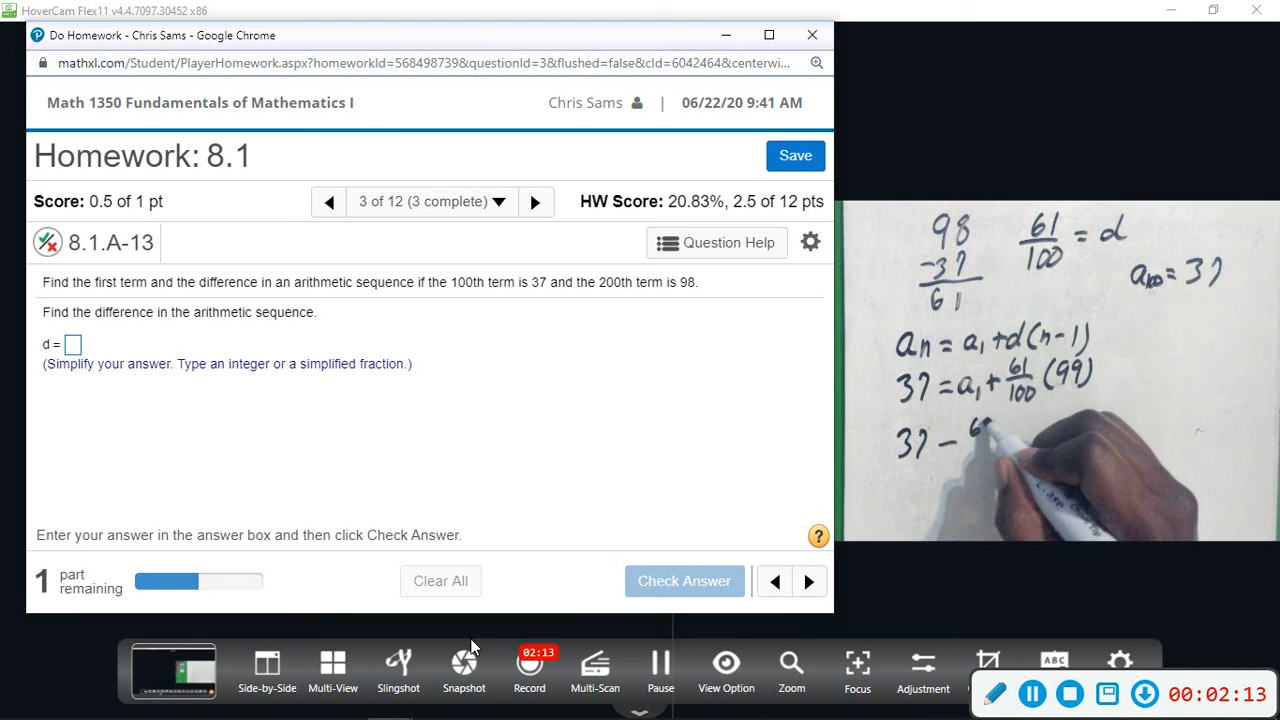 HoverCam Flex11 v4.4.7097.30452 x86
Do Homework - Chris Sams - Google Chrome
mathxl.com/Student/PlayerHomework.aspx?homeworkId=568498739&questionId=3&flushed=false&cId=6042464&centerwi...
Math 1350 Fundamentals of Mathematics I
Chris Sams | 06/22/20 9:41 AM
Homework: 8.1
Save
Score: 0.5 of 1 pt
3 of 12 (3 complete)
HW Score: 20.83%, 2.5 of 12 pts
8.1.A-13
Question Help
Find the first term and the difference in an arithmetic sequence if the 100th term is 37 and the 200th term is 98.
Find the difference in the arithmetic sequence.
d =
(Simplify your answer. Type an integer or a simplified fraction.)
Enter your answer in the answer box and then click Check Answer.
?
1 part remaining
Clear All
Check Answer
98
-37
61
61/100 = d
a₁₀₀ = 37
an = a₁ + d(n-1)
37 = a₁ + 61/100 (99)
37 - 6
Side-by-Side
Multi-View
Slingshot
02:13
Record
Pause
View Option
Zoom
Focus
Adjustment
ABC
00:02:13